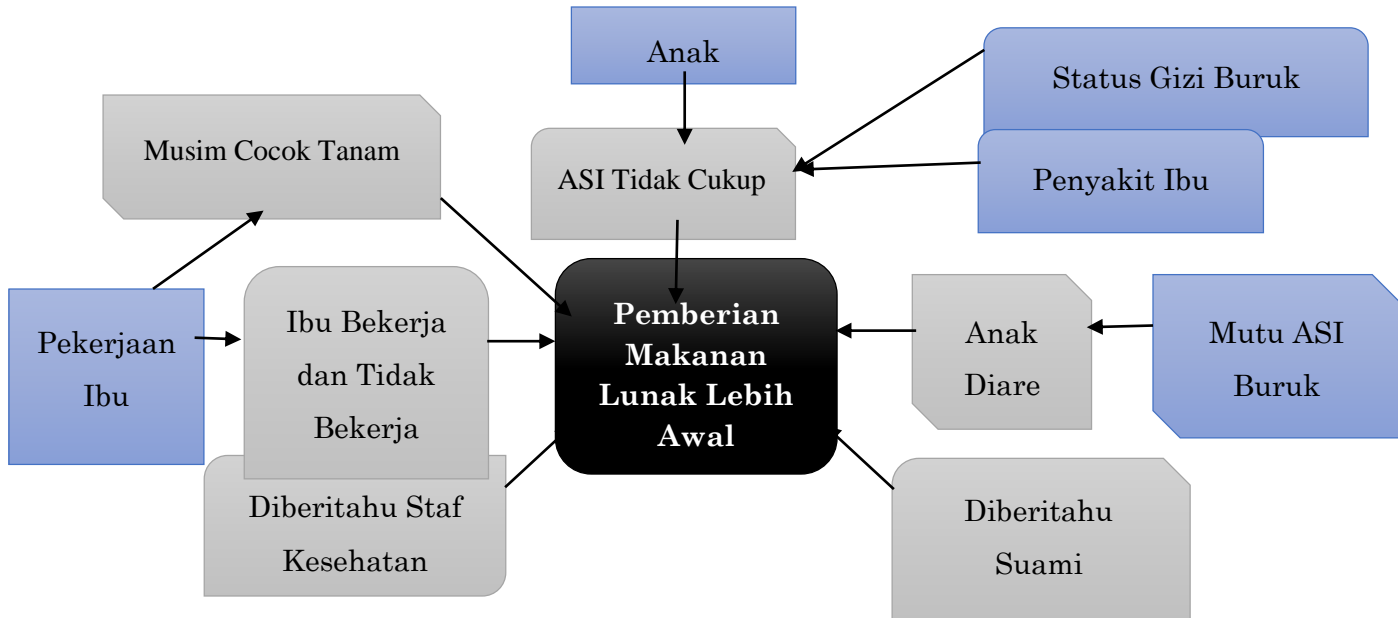 Anak
Status Gizi Buruk
Musim Cocok Tanam
ASI Tidak Cukup
Penyakit Ibu
Pekerjaan
Ibu
Ibu Bekerja
dan Tidak
Bekerja
Pemberian
Makanan
Lunak Lebih
Awal
Anak
Diare
Mutu ASI
Buruk
Diberitahu Staf
Kesehatan
Diberitahu
Suami